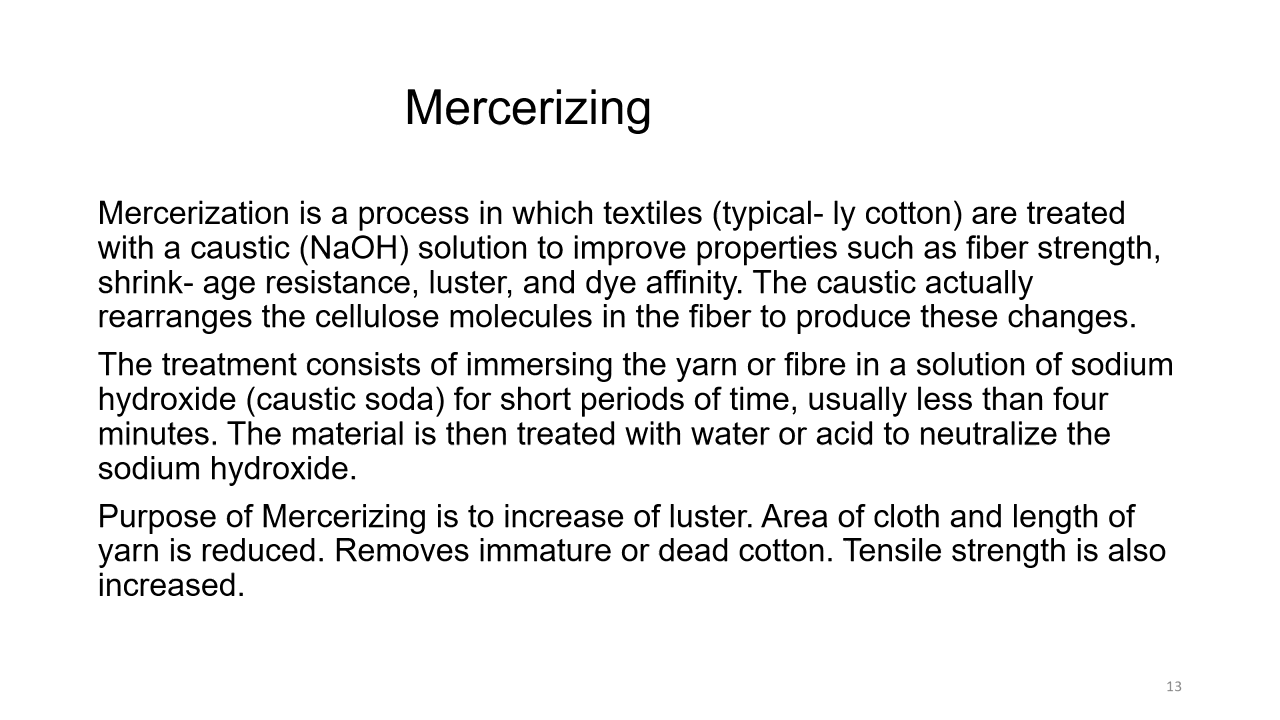 Mercerizing
Mercerization is a process in which textiles (typical- ly cotton) are treated
with a caustic (NaOH) solution to improve properties such as fiber strength,
shrink- age resistance, luster, and dye affinity. The caustic actually
rearranges the cellulose molecules in the fiber to produce these changes.
The treatment consists of immersing the yarn or fibre in a solution of sodium
hydroxide (caustic soda) for short periods of time, usually less than four
minutes. The material is then treated with water or acid to neutralize the
sodium hydroxide.
Purpose of Mercerizing is to increase of luster. Area of cloth and length of
yarn is reduced. Removes immature or dead cotton. Tensile strength is also
increased.
13